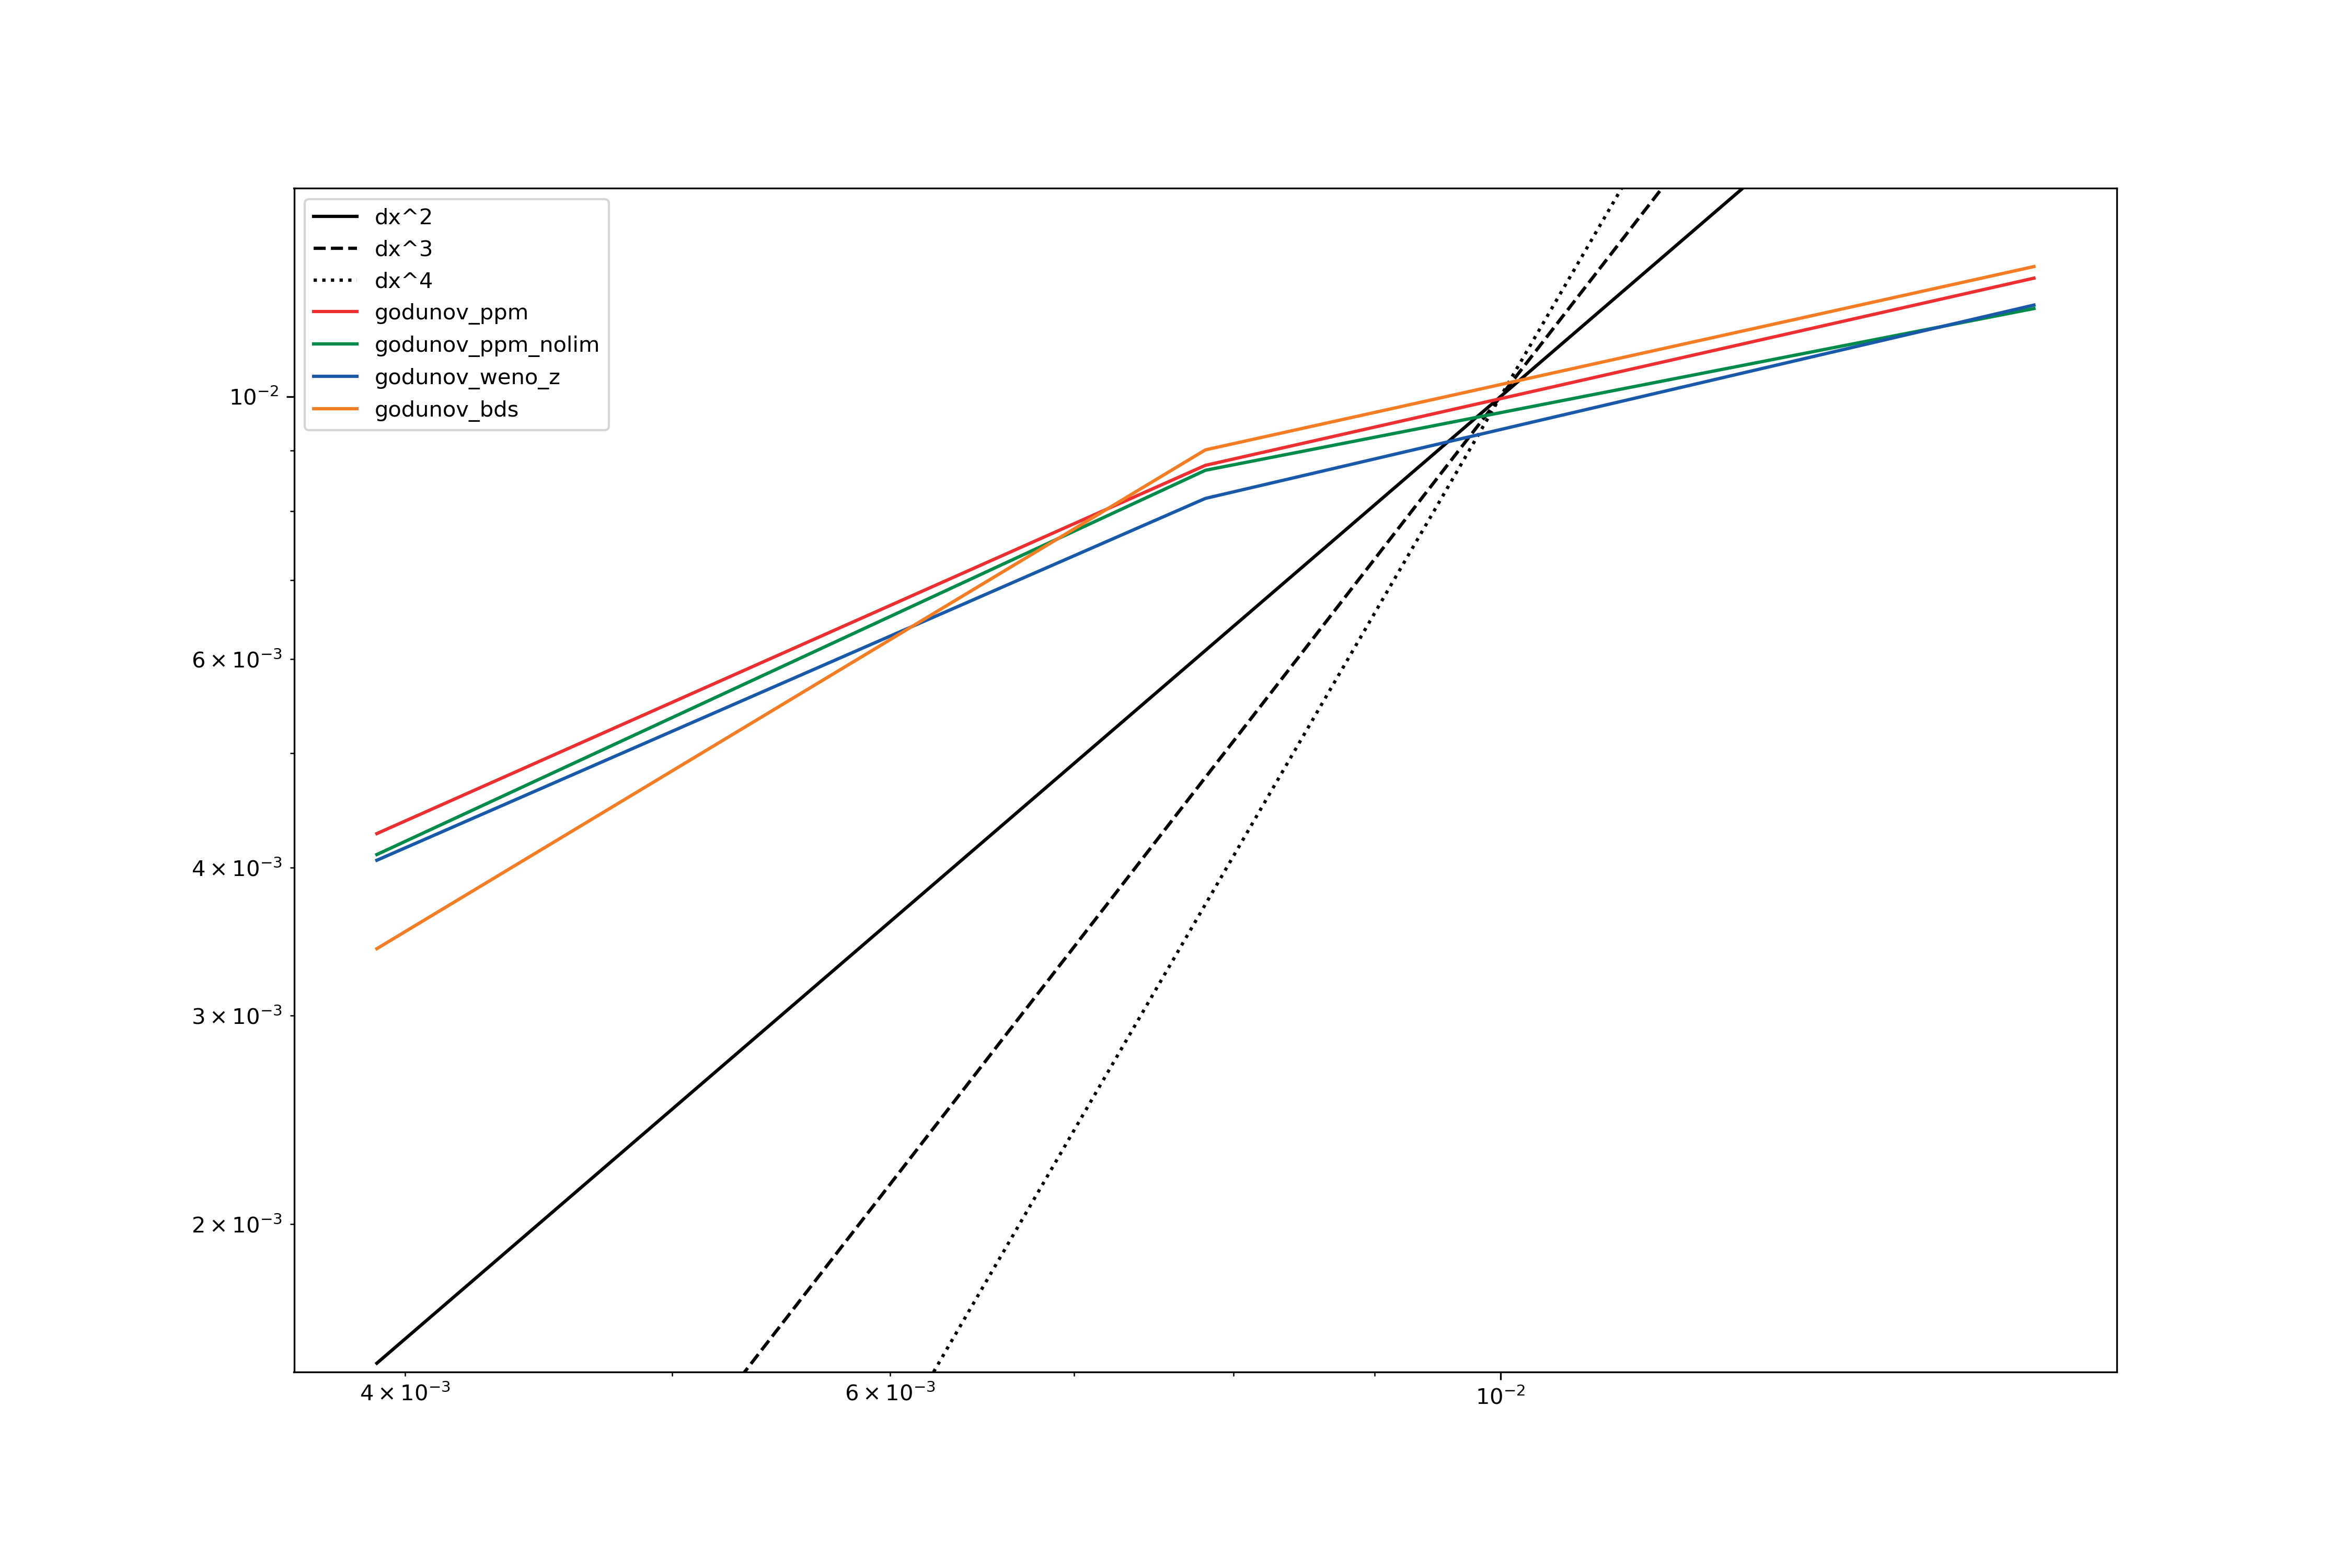 dx^2
dx^3
dx^4
godunov_ppm
godunov_ppm_nolim
godunov_weno_z
godunov_bds
10⁻²
6 × 10⁻³
4 × 10⁻³
3 × 10⁻³
2 × 10⁻³
4 × 10⁻³ 6 × 10⁻³ 10⁻²